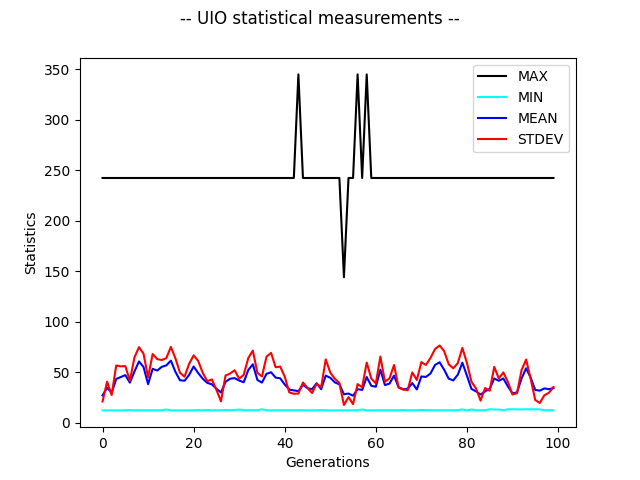 -- UIO statistical measurements --
350
300
250
200
150
100
50
0
Statistics
MAX
MIN
MEAN
STDEV
0 20 40 60 80 100
Generations